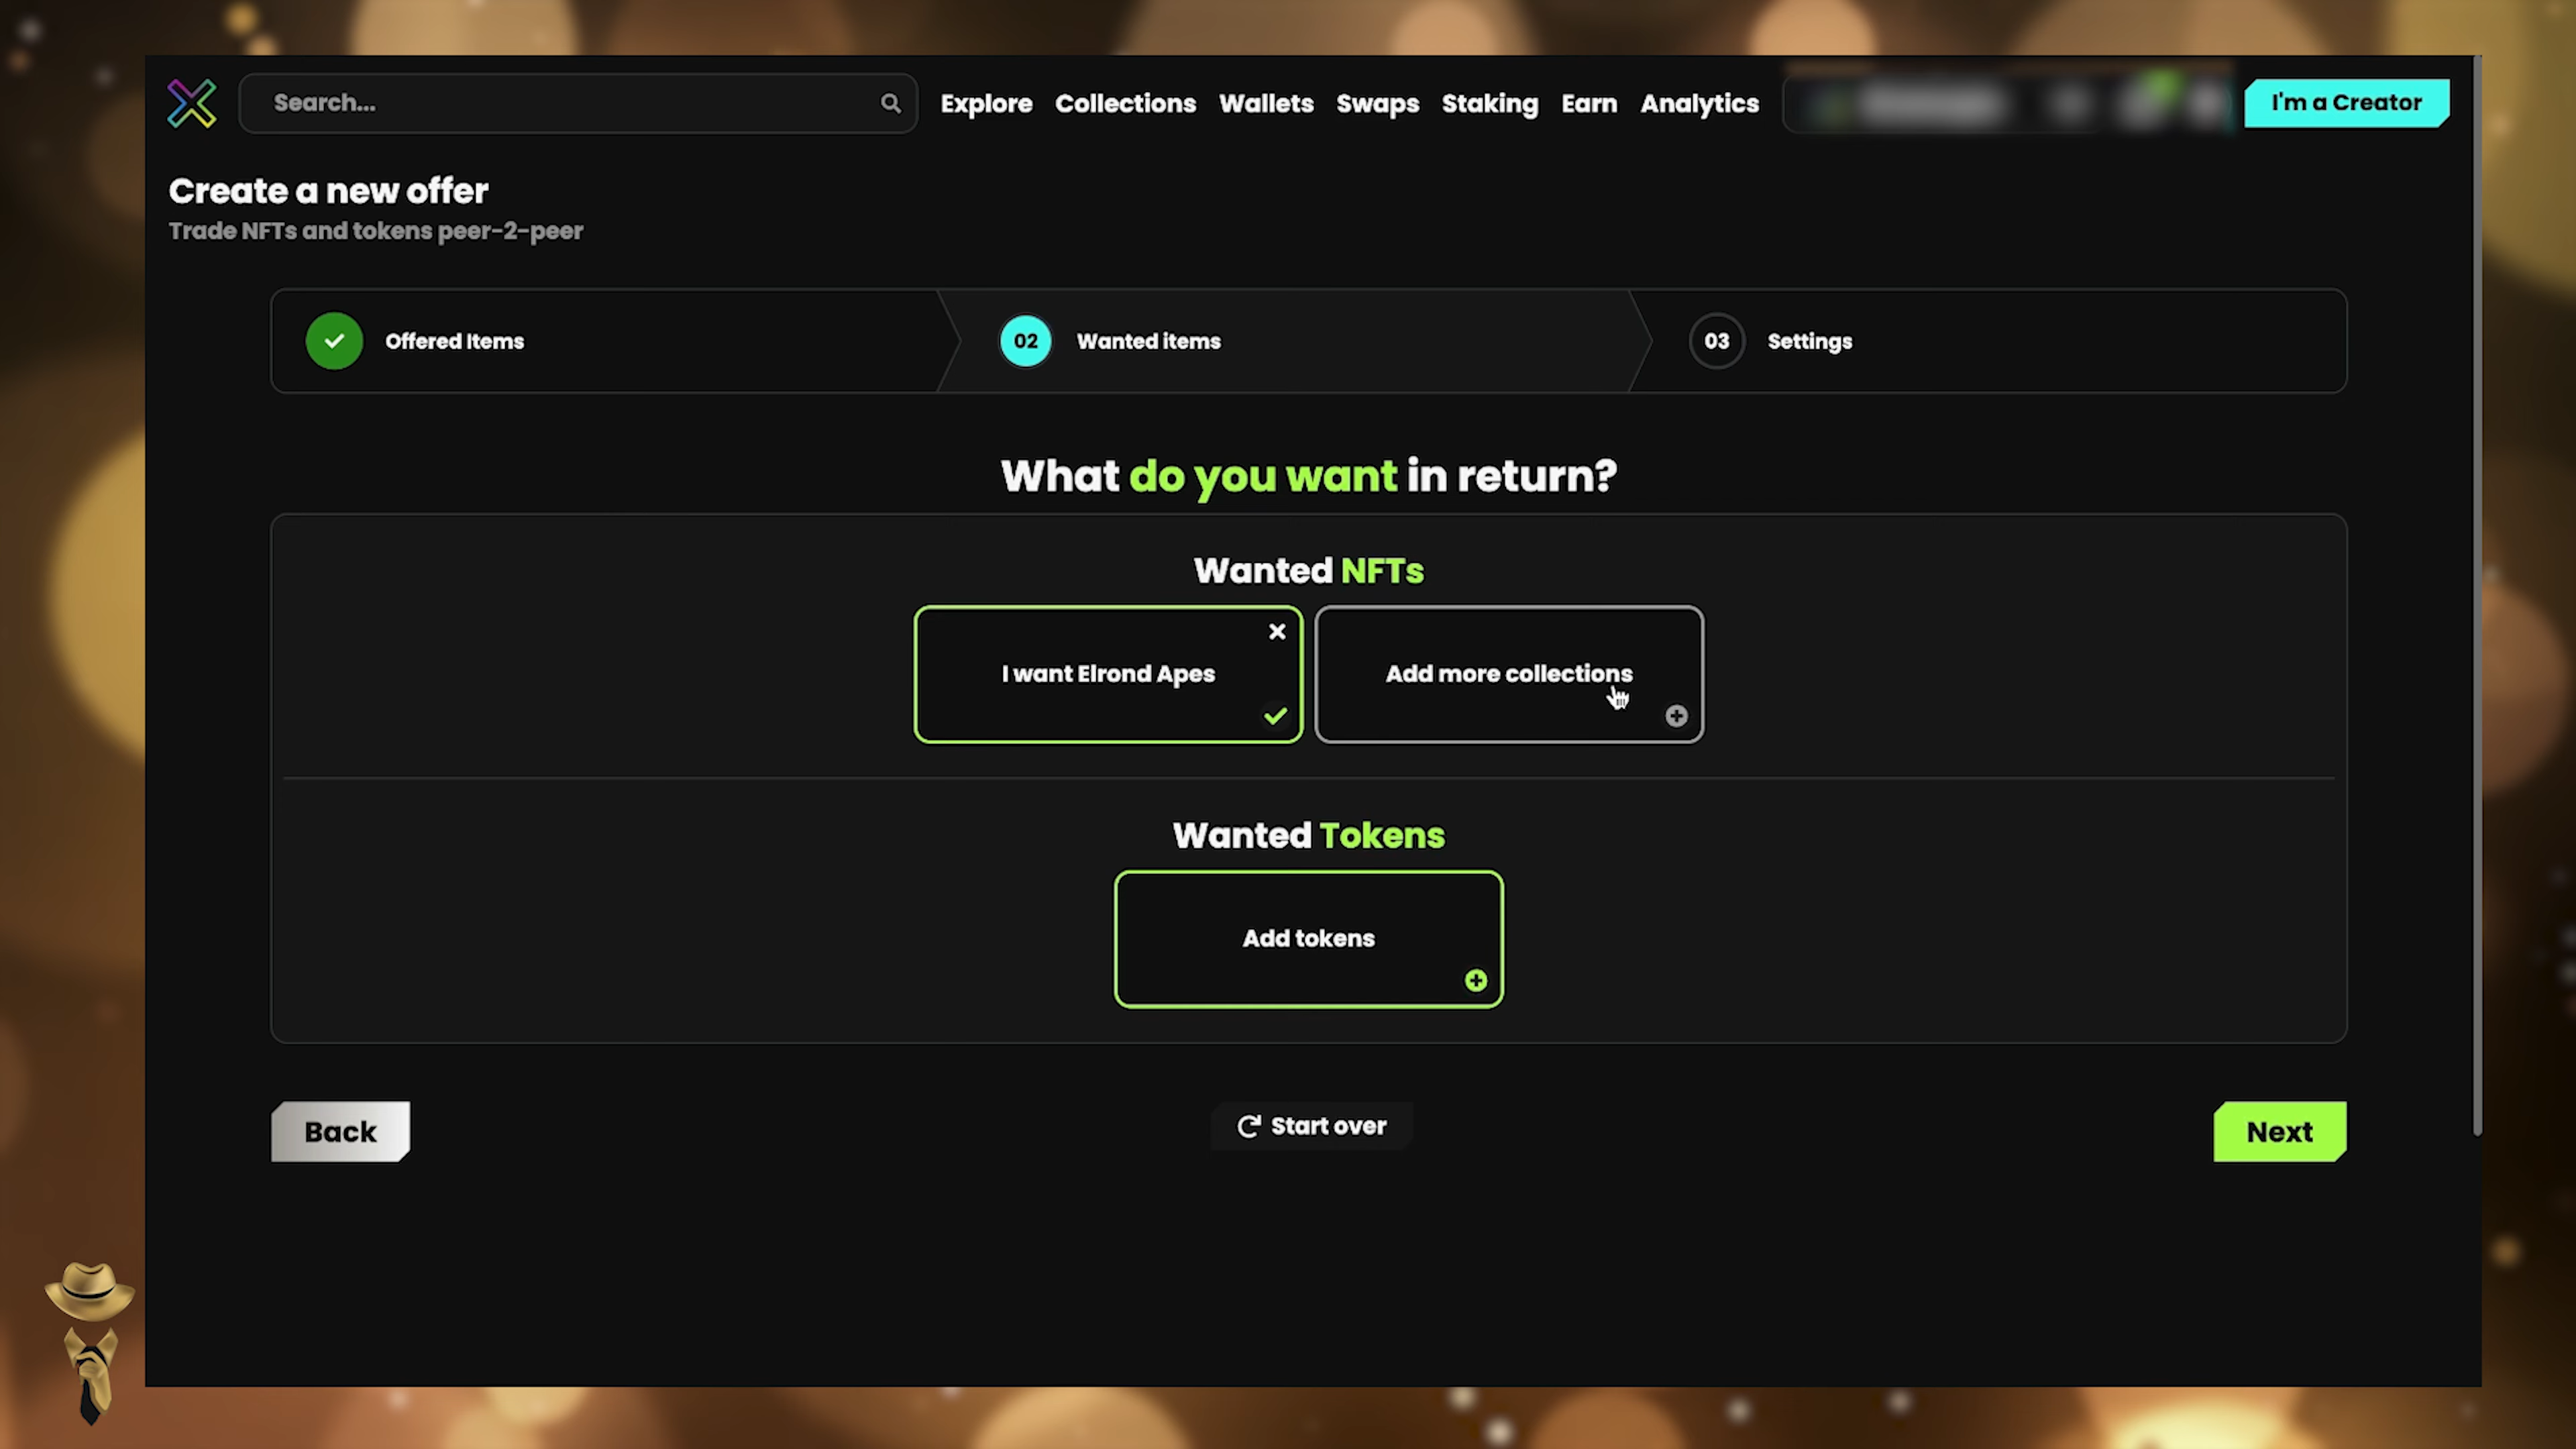 Search...
Explore Collections Wallets Swaps Staking Earn Analytics
I'm a Creator
Create a new offer
Trade NFTs and tokens peer-2-peer
Offered Items
02 Wanted items
03 Settings
What do you want in return?
Wanted NFTs
I want Elrond Apes
Add more collections
Wanted Tokens
Add tokens
Back
Start over
Next